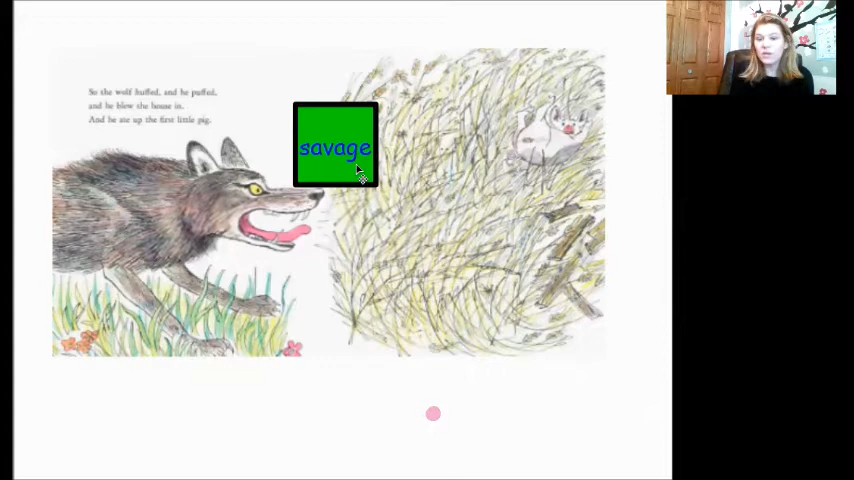 So the wolf huffed, and he puffed,
and he blew the house in.
And he ate up the first little pig.
savage